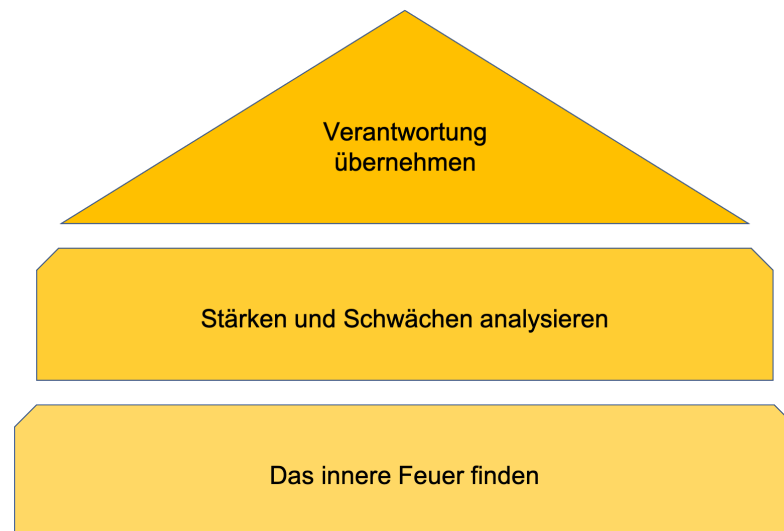 Verantwortung
übernehmen
Stärken und Schwächen analysieren
Das innere Feuer finden